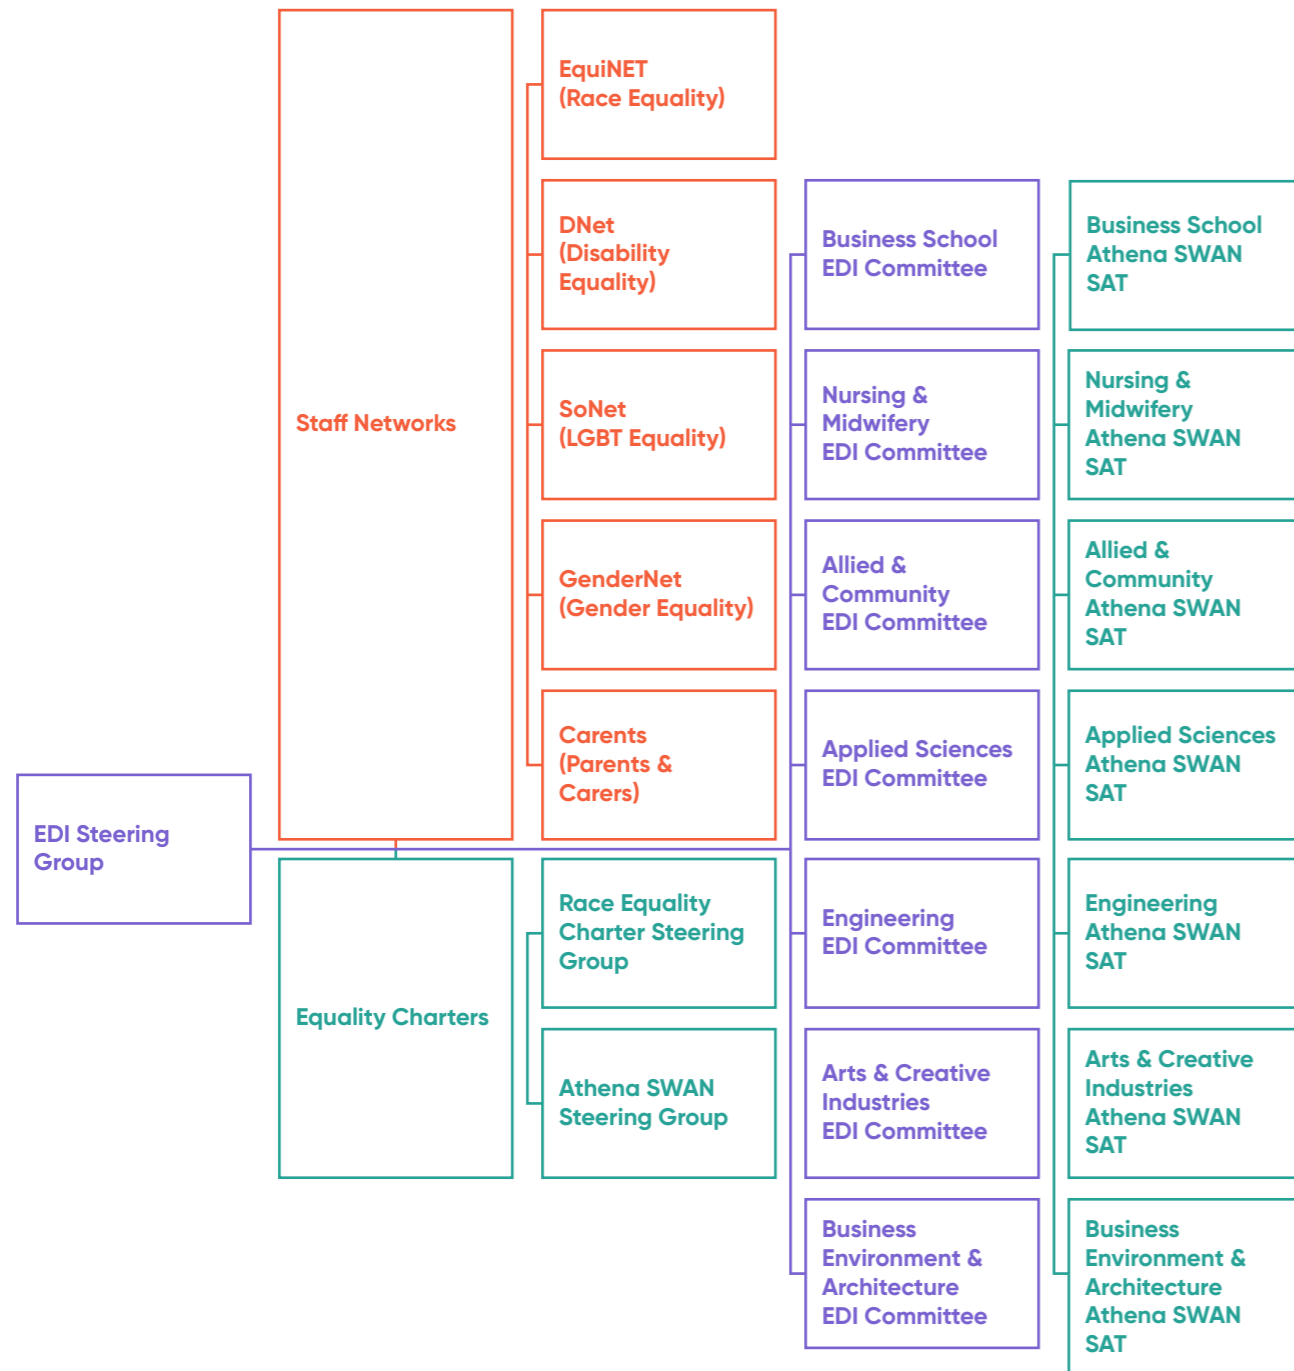 EDI Steering
Group
Staff Networks
Equality Charters
EquiNET
(Race Equality)
DNet
(Disability
Equality)
SoNet
(LGBT Equality)
GenderNet
(Gender Equality)
Carents
(Parents &
Carers)
Race Equality
Charter Steering
Group
Athena SWAN
Steering Group
Business School
EDI Committee
Nursing &
Midwifery
EDI Committee
Allied &
Community
EDI Committee
Applied Sciences
EDI Committee
Engineering
EDI Committee
Arts & Creative
Industries
EDI Committee
Business
Environment &
Architecture
EDI Committee
Business School
Athena SWAN
SAT
Nursing &
Midwifery
Athena SWAN
SAT
Allied &
Community
Athena SWAN
SAT
Applied Sciences
Athena SWAN
SAT
Engineering
Athena SWAN
SAT
Arts & Creative
Industries
Athena SWAN
SAT
Business
Environment &
Architecture
Athena SWAN
SAT